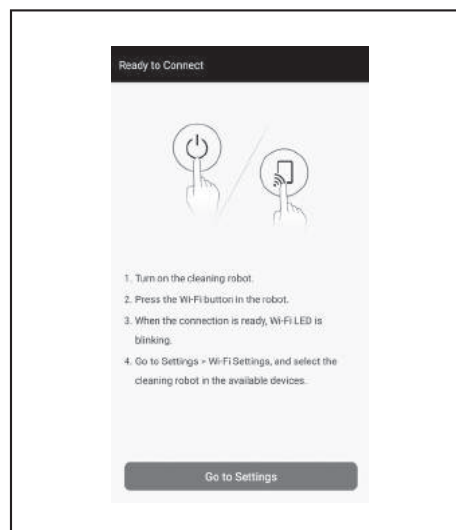 Ready to Connect
1. Turn on the cleaning robot.
2. Press the Wi-Fi button in the robot.
3. When the connection is ready, Wi-Fi LED is
blinking.
4. Go to Settings > Wi-Fi Settings, and select the
cleaning robot in the available devices.
Go to Settings